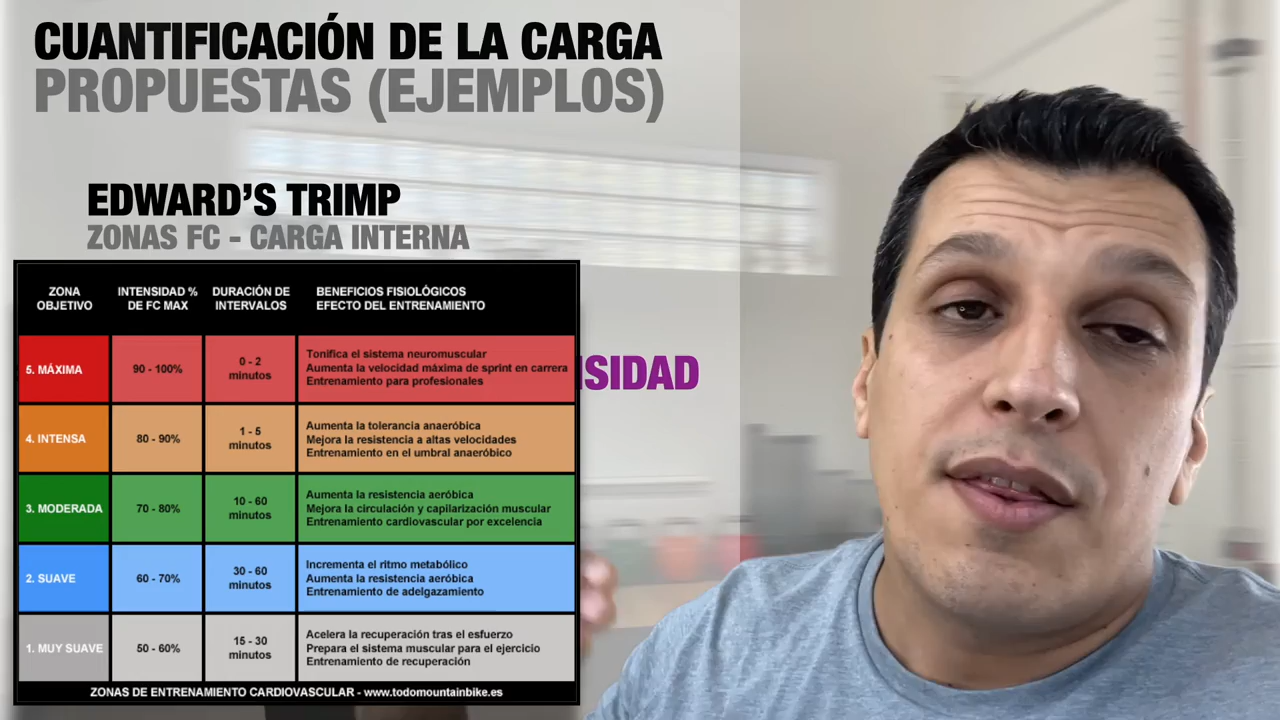 CUANTIFICACIÓN DE LA CARGA
PROPUESTAS (EJEMPLOS)
EDWARD'S TRIMP
ZONAS FC - CARGA INTERNA
ZONA OBJETIVO
INTENSIDAD % DE FC MAX
DURACIÓN DE INTERVALOS
BENEFICIOS FISIOLÓGICOS
EFECTO DEL ENTRENAMIENTO
5. MÁXIMA
90 - 100%
0 - 2 minutos
Tonifica el sistema neuromuscular
Aumenta la velocidad máxima de sprint en carrera
Entrenamiento para profesionales
4. INTENSA
80 - 90%
1 - 5 minutos
Aumenta la tolerancia anaeróbica
Mejora la resistencia a altas velocidades
Entrenamiento en el umbral anaeróbico
3. MODERADA
70 - 80%
10 - 60 minutos
Aumenta la resistencia aeróbica
Mejora la circulación y capilarización muscular
Entrenamiento cardiovascular por excelencia
2. SUAVE
60 - 70%
30 - 60 minutos
Incrementa el ritmo metabólico
Aumenta la resistencia aeróbica
Entrenamiento de adelgazamiento
1. MUY SUAVE
50 - 60%
15 - 30 minutos
Acelera la recuperación tras el esfuerzo
Prepara el sistema muscular para el ejercicio
Entrenamiento de recuperación
ZONAS DE ENTRENAMIENTO CARDIOVASCULAR - www.todomountainbike.es